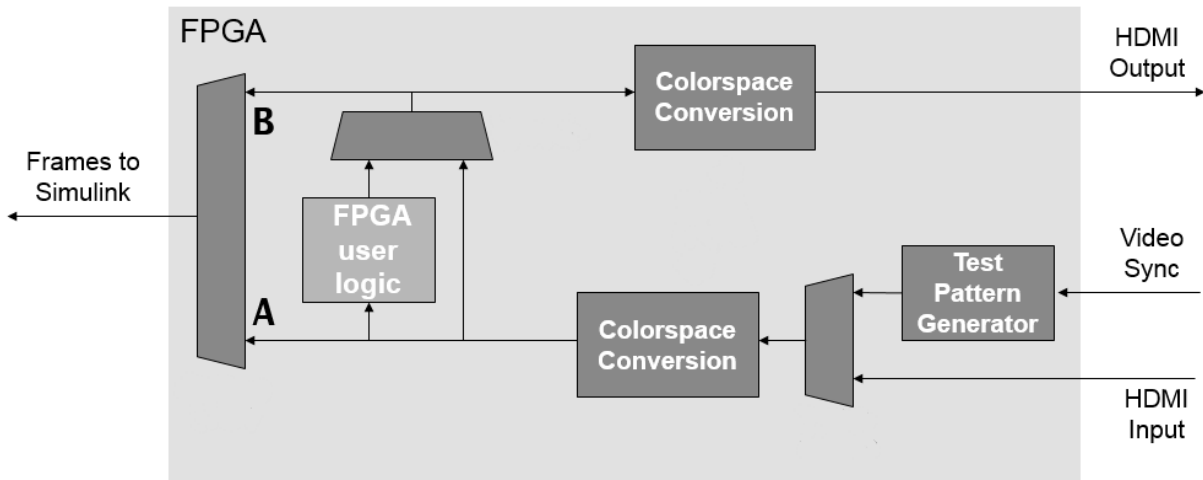 FPGA
HDMI
Output
Colorspace
Conversion
B
Frames to
Simulink
FPGA
user
logic
Video
Sync
Test
Pattern
Generator
A
Colorspace
Conversion
HDMI
Input